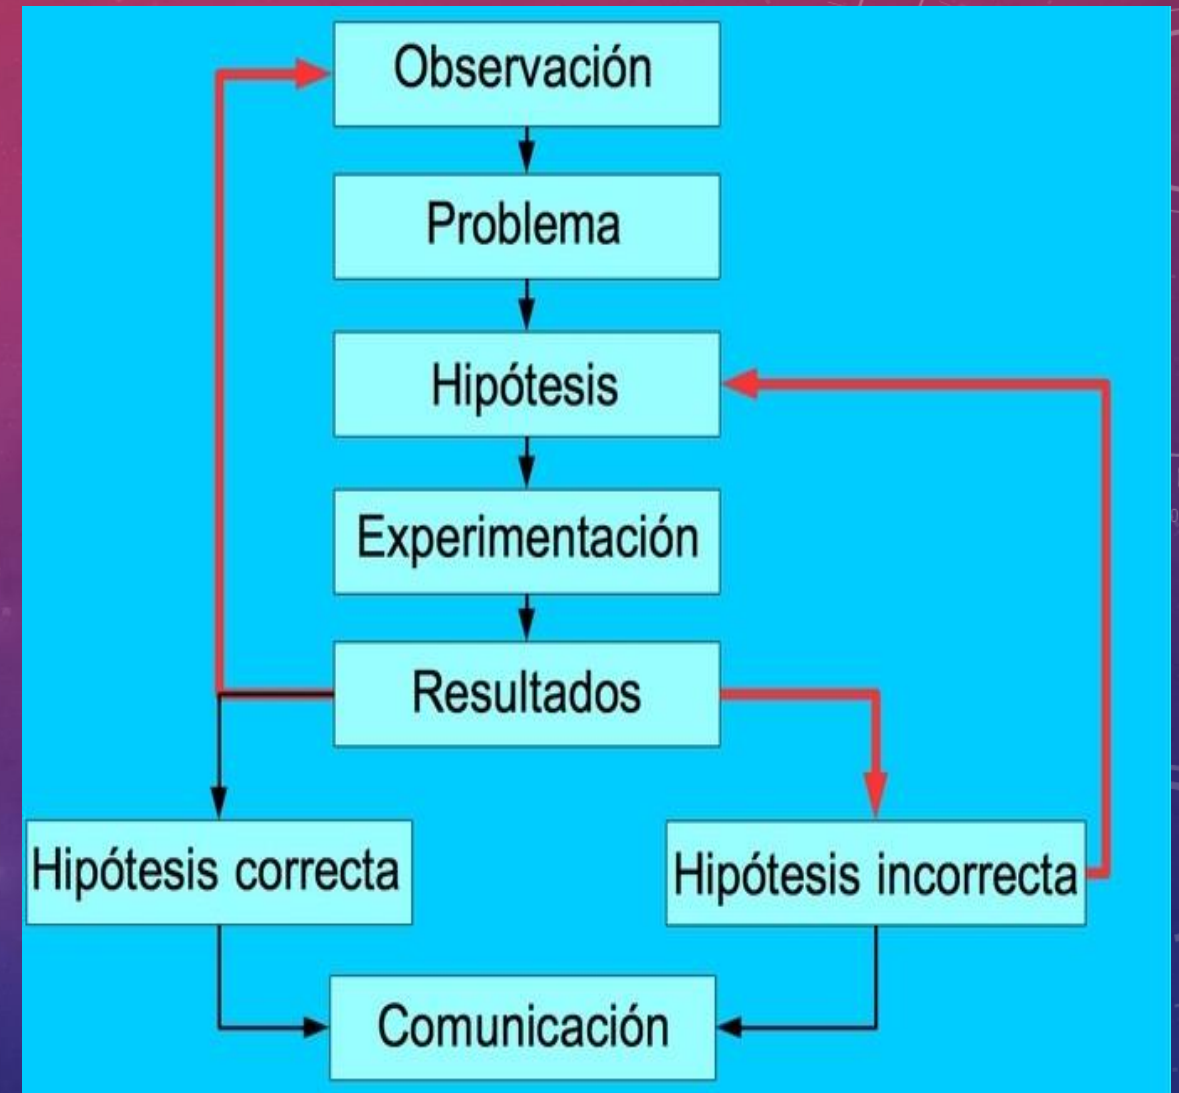 Observación
Problema
Hipótesis
Experimentación
Resultados
Hipótesis correcta
Hipótesis incorrecta
Comunicación